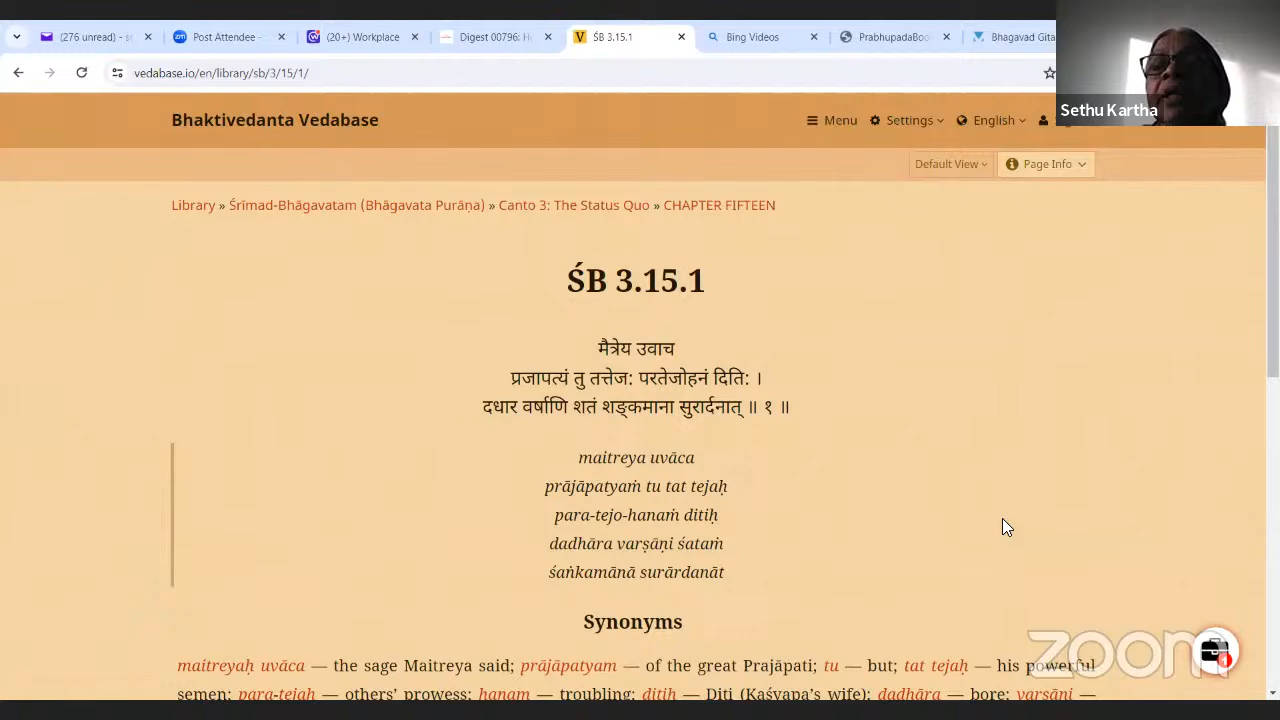 (276 unread) - s
Post Attendee -
(20+) Workplace
Digest 00796: H
ŚB 3.15.1
Bing Videos
PrabhupadaBoo
Bhagavad Gita
vedabase.io/en/library/sb/3/15/1/
Sethu Kartha
Bhaktivedanta Vedabase
Menu
Settings
English
Default View
Page Info
Library » Śrīmad-Bhāgavatam (Bhāgavata Purāṇa) » Canto 3: The Status Quo » CHAPTER FIFTEEN
ŚB 3.15.1
मैत्रेय उवाच
प्रजापत्यं तु तत्तेज: परतेजोहनं दिति: ।
दधार वर्षाणि शतं शङ्कमाना सुरार्दनात् ॥ १ ॥
maitreya uvāca
prājāpatyaṁ tu tat tejaḥ
para-tejo-hanaṁ ditiḥ
dadhāra varṣāṇi śataṁ
śaṅkamānā surārdanāt
Synonyms
maitreyaḥ uvāca — the sage Maitreya said; prājāpatyam — of the great Prajāpati; tu — but; tat tejaḥ — his powerful
semen; para-tejaḥ — others’ prowess; hanam — troubling; ditiḥ — Diti (Kaśyapa’s wife); dadhāra — bore; varṣāṇi —
zoom